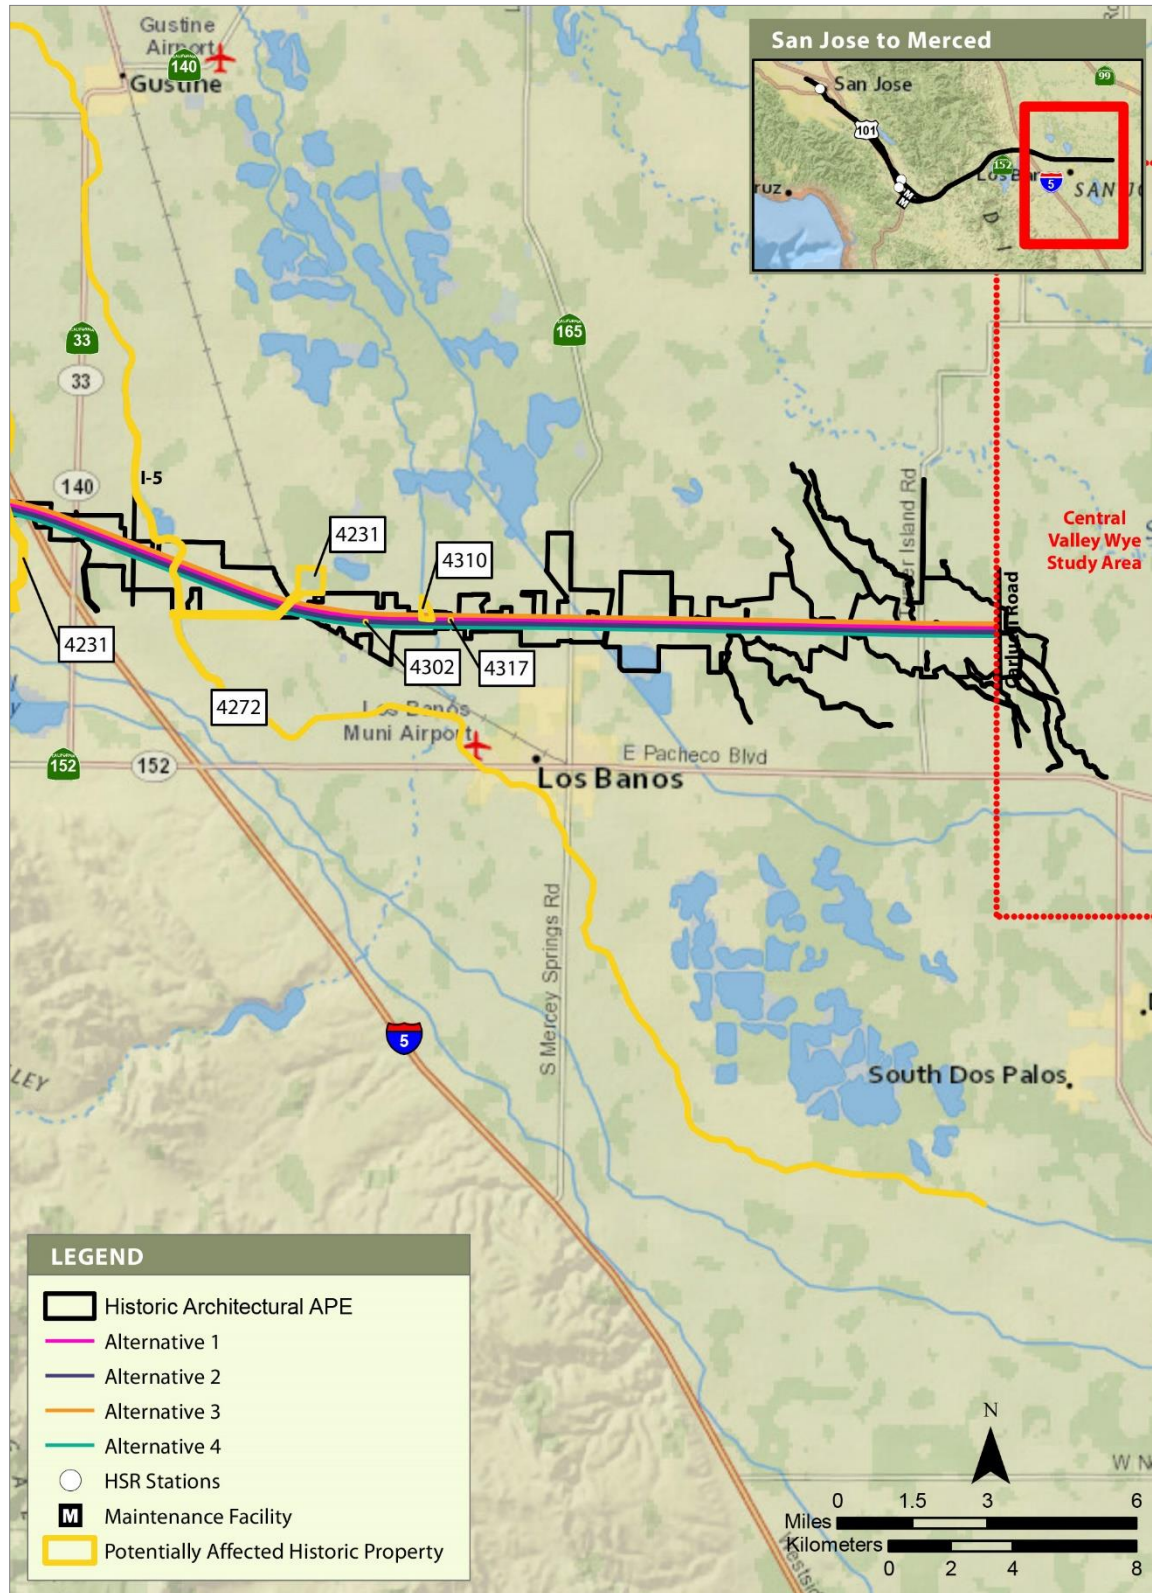 Gustine
Airport
140
Gustine
San Jose to Merced
San Jose
99
101
152
5
33
165
33
140
I-5
4231
4310
Central
Valley Wye
Study Area
4231
4302
4317
4272
Los Banos
Muni Airport
152
152
E Pacheco Blvd
Los Banos
S Mercey Springs Rd
5
South Dos Palos
LEGEND
Historic Architectural APE
Alternative 1
Alternative 2
Alternative 3
Alternative 4
HSR Stations
M
Maintenance Facility
Potentially Affected Historic Property
N
0 1.5 3 6
Miles
Kilometers
0 2 4 8